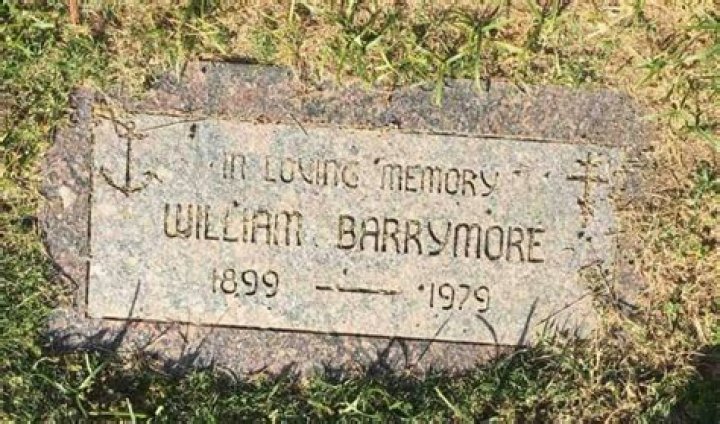 IN LOVING MEMORY
WILLIAM BARRYMORE
1899 — 1979